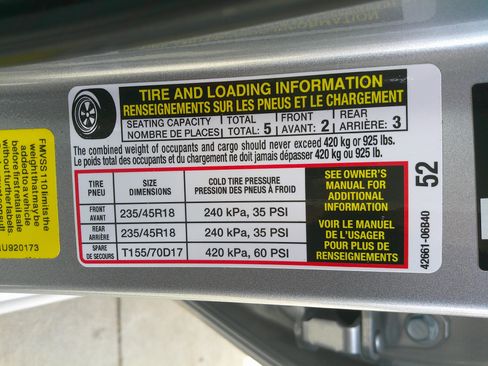 TIRE AND LOADING INFORMATION
RENSEIGNEMENTS SUR LES PNEUS ET LE CHARGEMENT
SEATING CAPACITY TOTAL: 5 FRONT 2 REAR 3
NOMBRE DE PLACES TOTAL: AVANT: ARRIÈRE:
The combined weight of occupants and cargo should never exceed 420 kg or 925 lbs.
Le poids total des occupants et du chargement ne doit jamais dépasser 420 kg ou 925 lb.
TIRE SIZE COLD TIRE PRESSURE
PNEU DIMENSIONS PRESSION DES PNEUS À FROID
FRONT
AVANT 235/45R18 240 kPa, 35 PSI
REAR
ARRIÈRE 235/45R18 240 kPa, 35 PSI
SPARE
DE SECOURS T155/70D17 420 kPa, 60 PSI
SEE OWNER'S
MANUAL FOR
ADDITIONAL
INFORMATION
VOIR LE MANUEL
DE L'USAGER
POUR PLUS DE
RENSEIGNEMENTS
52
42661-06B40
FMVSS 110 limits the
weight that may be
added to a vehicle
before first retail sale
without further labels
U920173